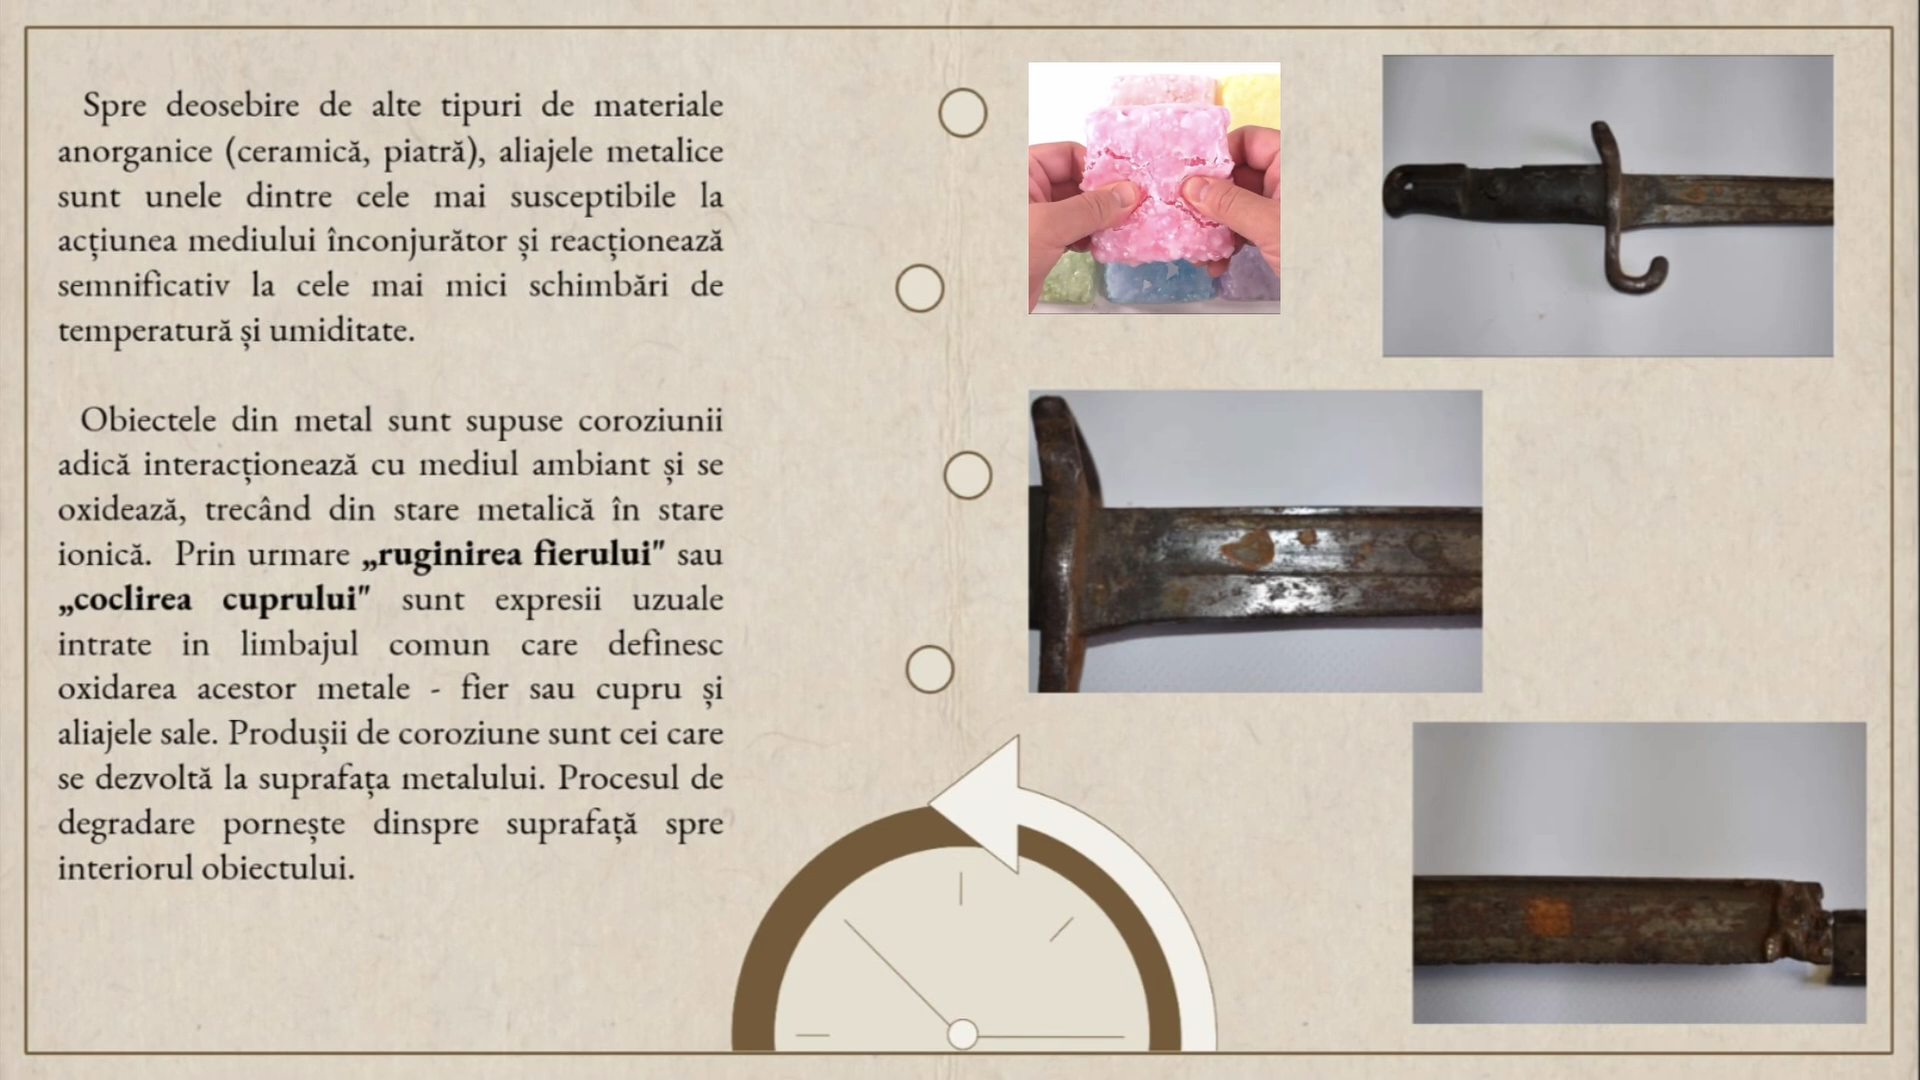 Spre deosebire de alte tipuri de materiale
anorganice (ceramică, piatră), aliajele metalice
sunt unele dintre cele mai susceptibile la
acțiunea mediului înconjurător și reacționează
semnificativ la cele mai mici schimbări de
temperatură și umiditate.
Obiectele din metal sunt supuse coroziunii
adică interacționează cu mediul ambiant și se
oxidează, trecând din stare metalică în stare
ionică. Prin urmare „ruginirea fierului" sau
„coclirea cuprului" sunt expresii uzuale
intrate in limbajul comun care definesc
oxidarea acestor metale - fier sau cupru și
aliajele sale. Produșii de coroziune sunt cei care
se dezvoltă la suprafața metalului. Procesul de
degradare pornește dinspre suprafață spre
interiorul obiectului.